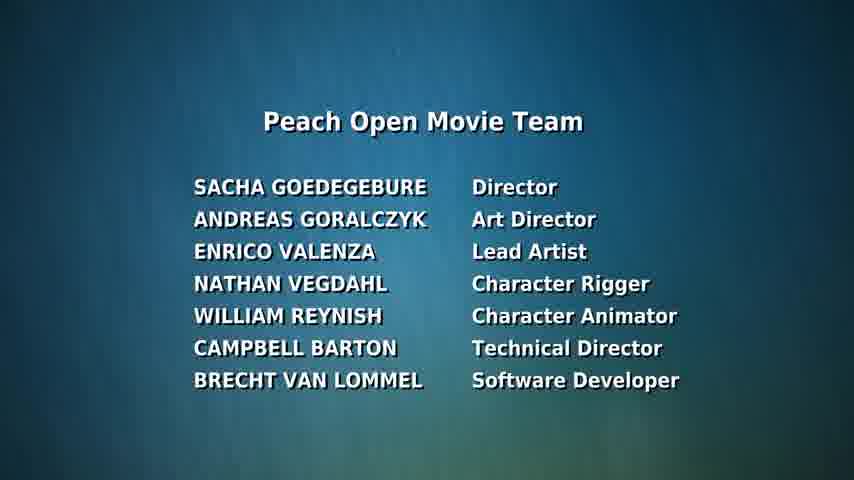 Peach Open Movie Team
SACHA GOEDEGEBURE Director
ANDREAS GORALCZYK Art Director
ENRICO VALENZA Lead Artist
NATHAN VEGDAHL Character Rigger
WILLIAM REYNISH Character Animator
CAMPBELL BARTON Technical Director
BRECHT VAN LOMMEL Software Developer